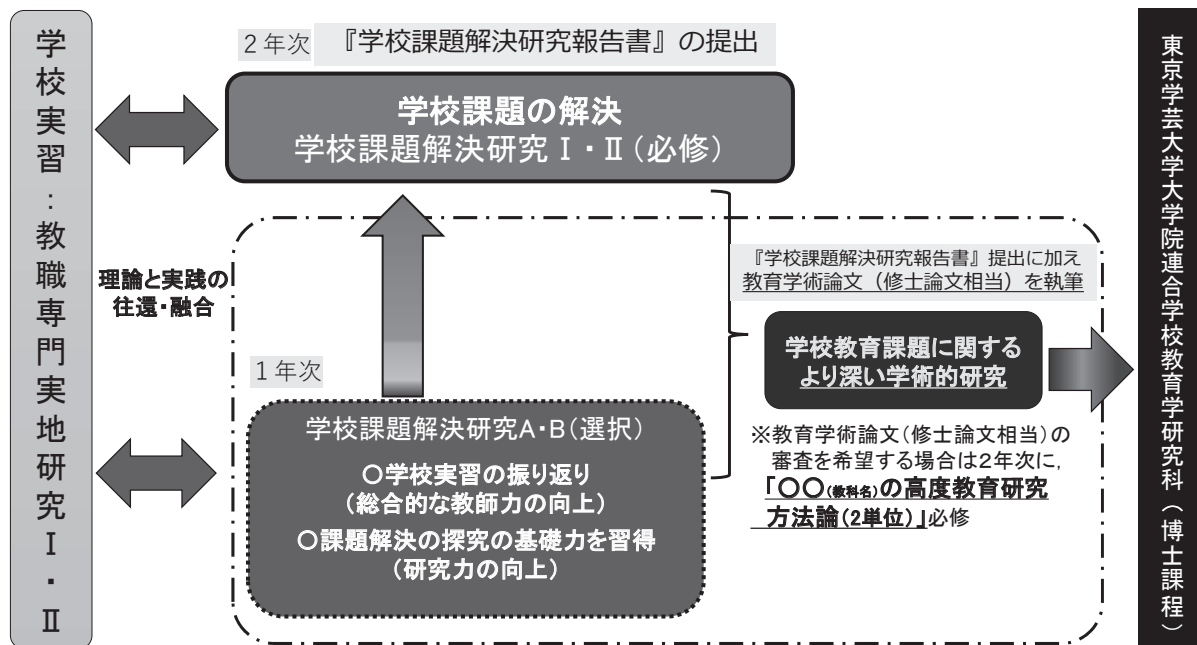 学校実習:教職専門実地研究Ⅰ・Ⅱ
2年次
『学校課題解決研究報告書』の提出
学校課題の解決
学校課題解決研究Ⅰ・Ⅱ(必修)
理論と実践の
往還・融合
『学校課題解決研究報告書』提出に加え
教育学術論文(修士論文相当)を執筆
学校教育課題に関する
より深い学術的研究
1年次
学校課題解決研究A・B(選択)
〇学校実習の振り返り
(総合的な教師力の向上)
〇課題解決の探究の基礎力を習得
(研究力の向上)
※教育学術論文(修士論文相当)の
審査を希望する場合は2年次に,
「〇〇(教科名)の高度教育研究
方法論(2単位)」必修
東京学芸大学大学院連合学校教育学研究科(博士課程)